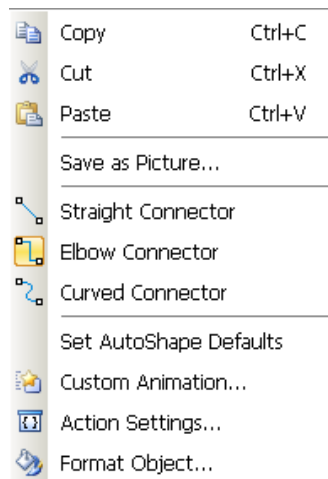 Copy Ctrl+C
Cut Ctrl+X
Paste Ctrl+V
Save as Picture...
Straight Connector
Elbow Connector
Curved Connector
Set AutoShape Defaults
Custom Animation...
Action Settings...
Format Object...